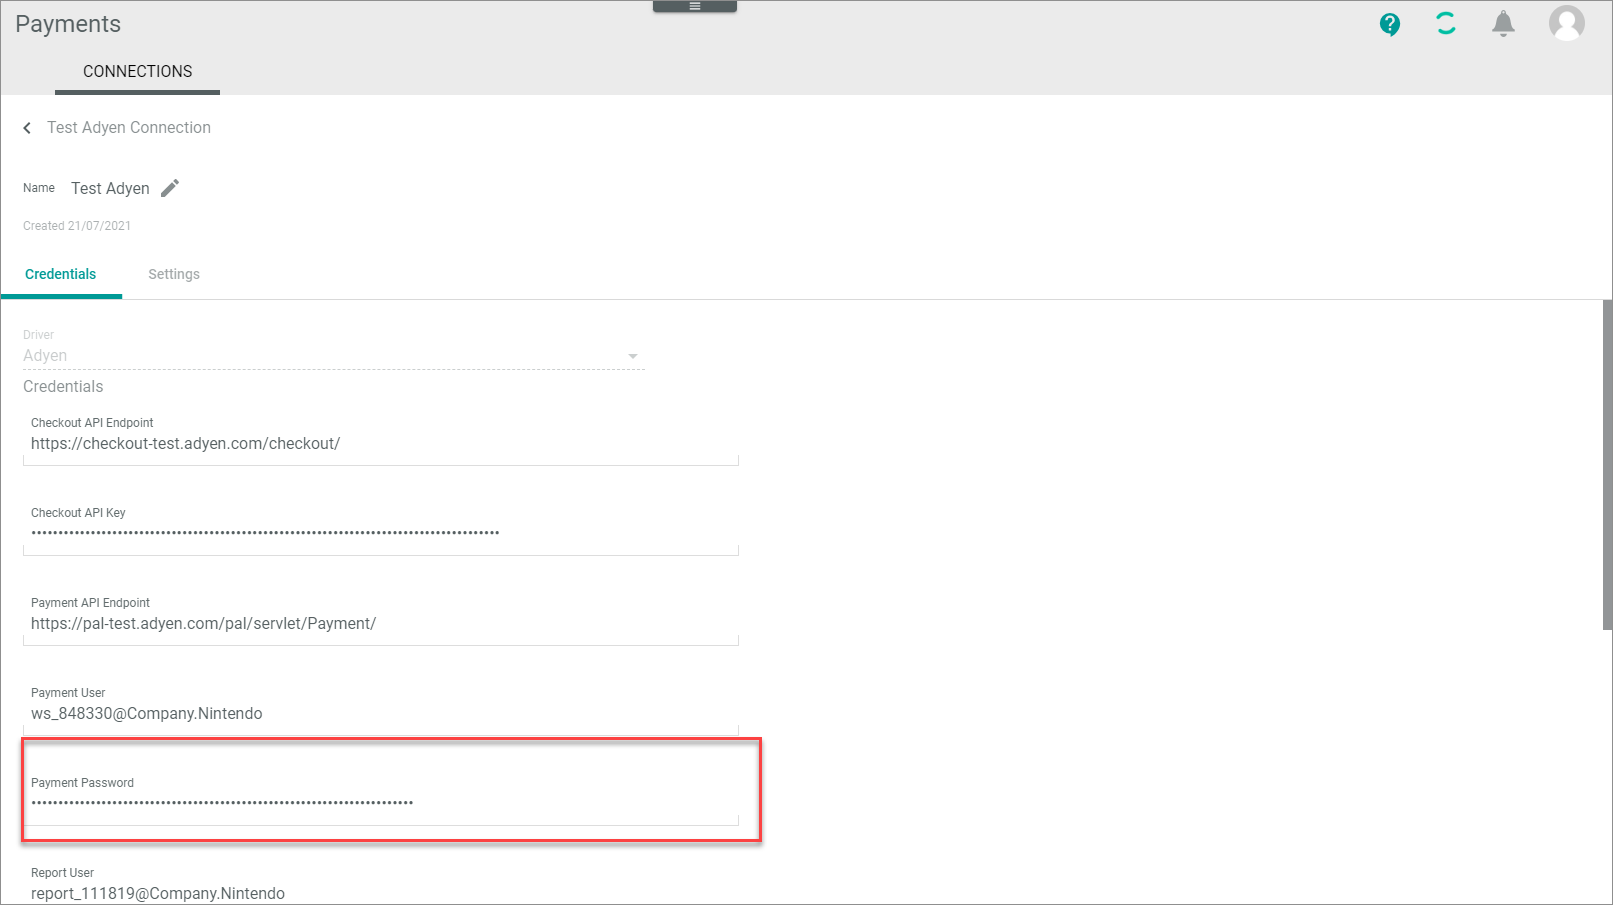 Payments
CONNECTIONS
Test Adyen Connection
Name Test Adyen
Created 21/07/2021
Credentials Settings
Driver
Adyen
Credentials
Checkout API Endpoint
https://checkout-test.adyen.com/checkout/
Checkout API Key
Payment API Endpoint
https://pal-test.adyen.com/pal/servlet/Payment/
Payment User
ws_848330@Company.Nintendo
Payment Password
Report User
report_111819@Company.Nintendo